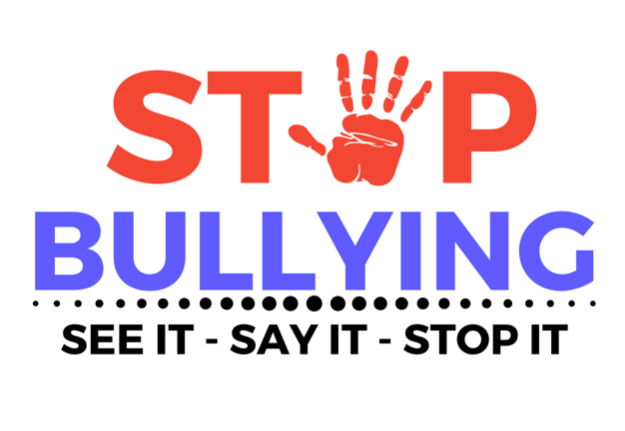 STOP
BULLYING
SEE IT - SAY IT - STOP IT